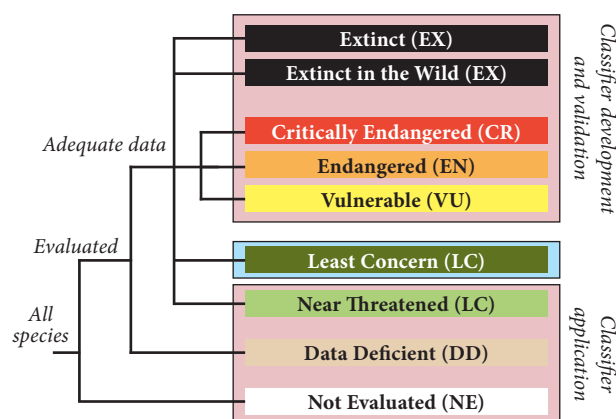 Extinct (EX)
Extinct in the Wild (EX)
Critically Endangered (CR)
Endangered (EN)
Vulnerable (VU)
Least Concern (LC)
Near Threatened (LC)
Data Deficient (DD)
Not Evaluated (NE)
Adequate data
Evaluated
All
species
Classifier development
and validation
Classifier
application